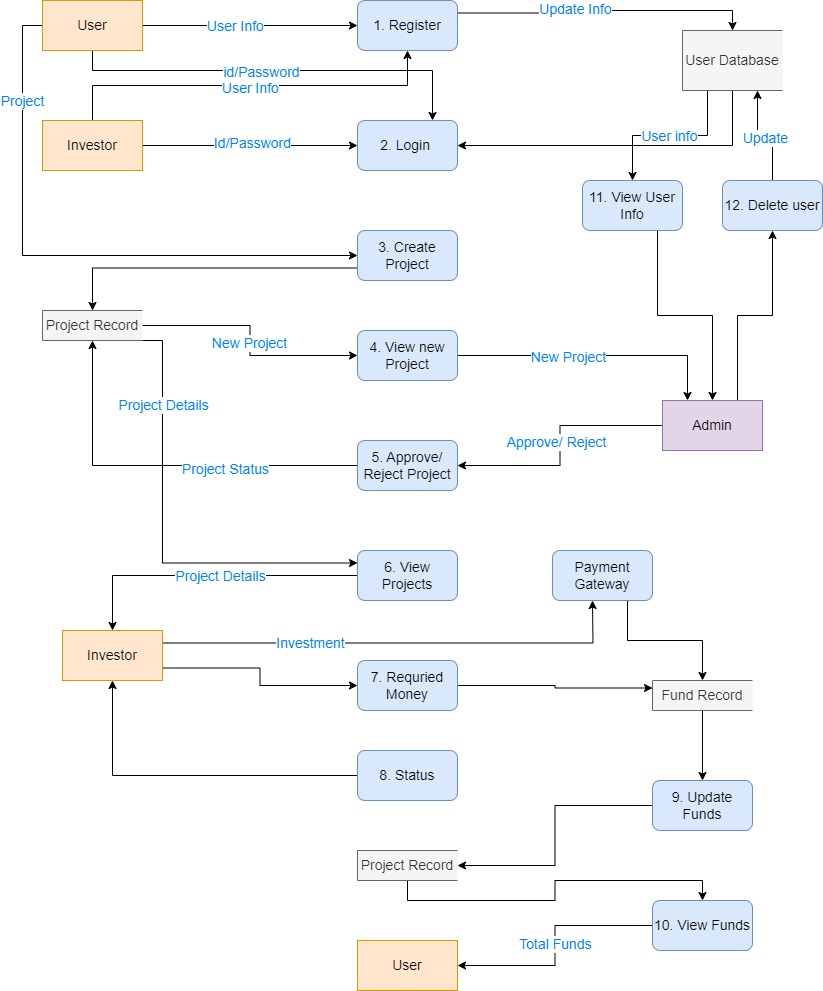 User
User Info
1. Register
Update Info
User Database
id/Password
User Info
Project
Investor
Id/Password
2. Login
User info
Update
11. View User
Info
12. Delete user
3. Create
Project
Project Record
New Project
4. View new
Project
New Project
Project Details
Admin
Approve/ Reject
5. Approve/
Reject Project
Project Status
6. View
Projects
Project Details
Payment
Gateway
Investor
Investment
7. Requried
Money
Fund Record
8. Status
9. Update
Funds
Project Record
10. View Funds
Total Funds
User